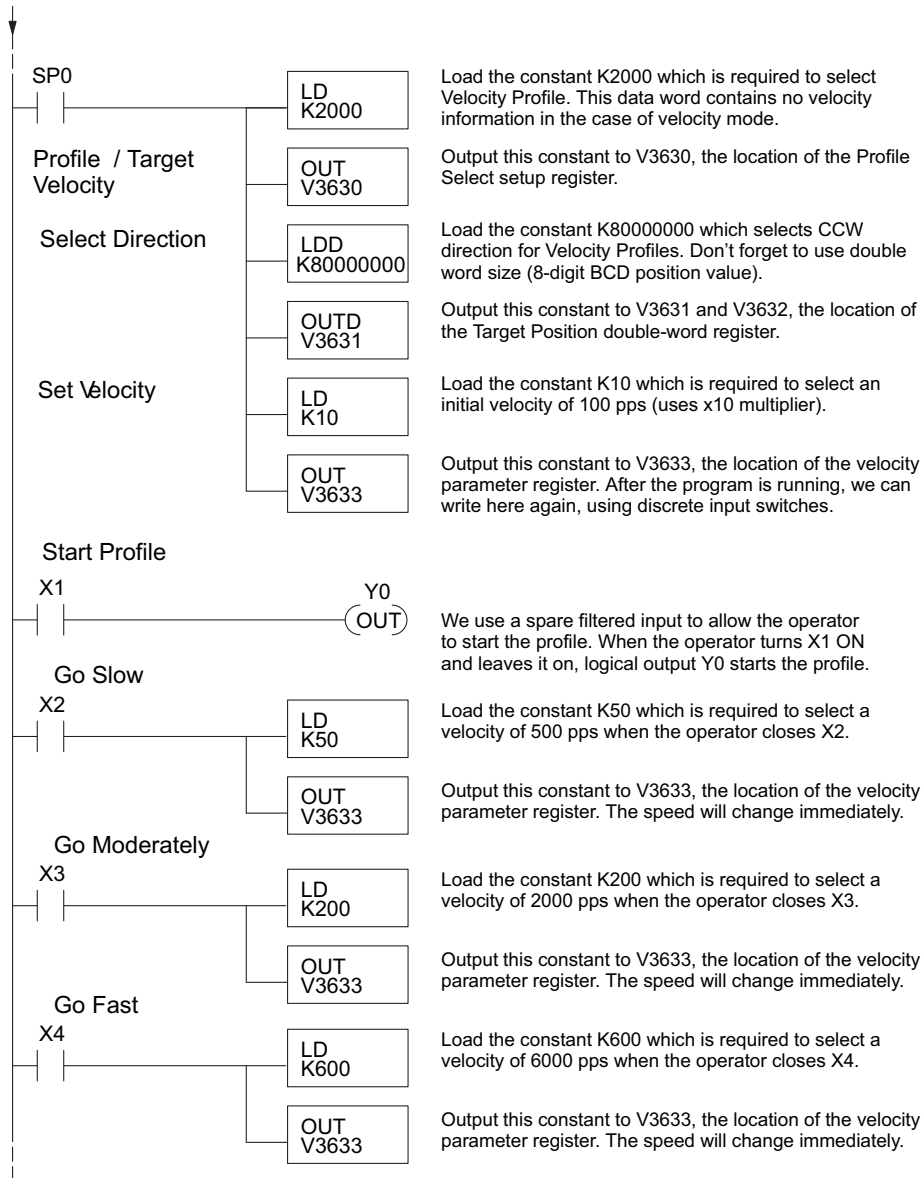 SP0
LD
K2000
Load the constant K2000 which is required to select
Velocity Profile. This data word contains no velocity
information in the case of velocity mode.
Profile / Target
Velocity
OUT
V3630
Output this constant to V3630, the location of the Profile
Select setup register.
Select Direction
LDD
K80000000
Load the constant K80000000 which selects CCW
direction for Velocity Profiles. Don't forget to use double
word size (8-digit BCD position value).
OUTD
V3631
Output this constant to V3631 and V3632, the location of
the Target Position double-word register.
Set Velocity
LD
K10
Load the constant K10 which is required to select an
initial velocity of 100 pps (uses x10 multiplier).
OUT
V3633
Output this constant to V3633, the location of the velocity
parameter register. After the program is running, we can
write here again, using discrete input switches.
Start Profile
X1
Y0
OUT
We use a spare filtered input to allow the operator
to start the profile. When the operator turns X1 ON
and leaves it on, logical output Y0 starts the profile.
Go Slow
X2
LD
K50
Load the constant K50 which is required to select a
velocity of 500 pps when the operator closes X2.
OUT
V3633
Output this constant to V3633, the location of the velocity
parameter register. The speed will change immediately.
Go Moderately
X3
LD
K200
Load the constant K200 which is required to select a
velocity of 2000 pps when the operator closes X3.
OUT
V3633
Output this constant to V3633, the location of the velocity
parameter register. The speed will change immediately.
Go Fast
X4
LD
K600
Load the constant K600 which is required to select a
velocity of 6000 pps when the operator closes X4.
OUT
V3633
Output this constant to V3633, the location of the velocity
parameter register. The speed will change immediately.